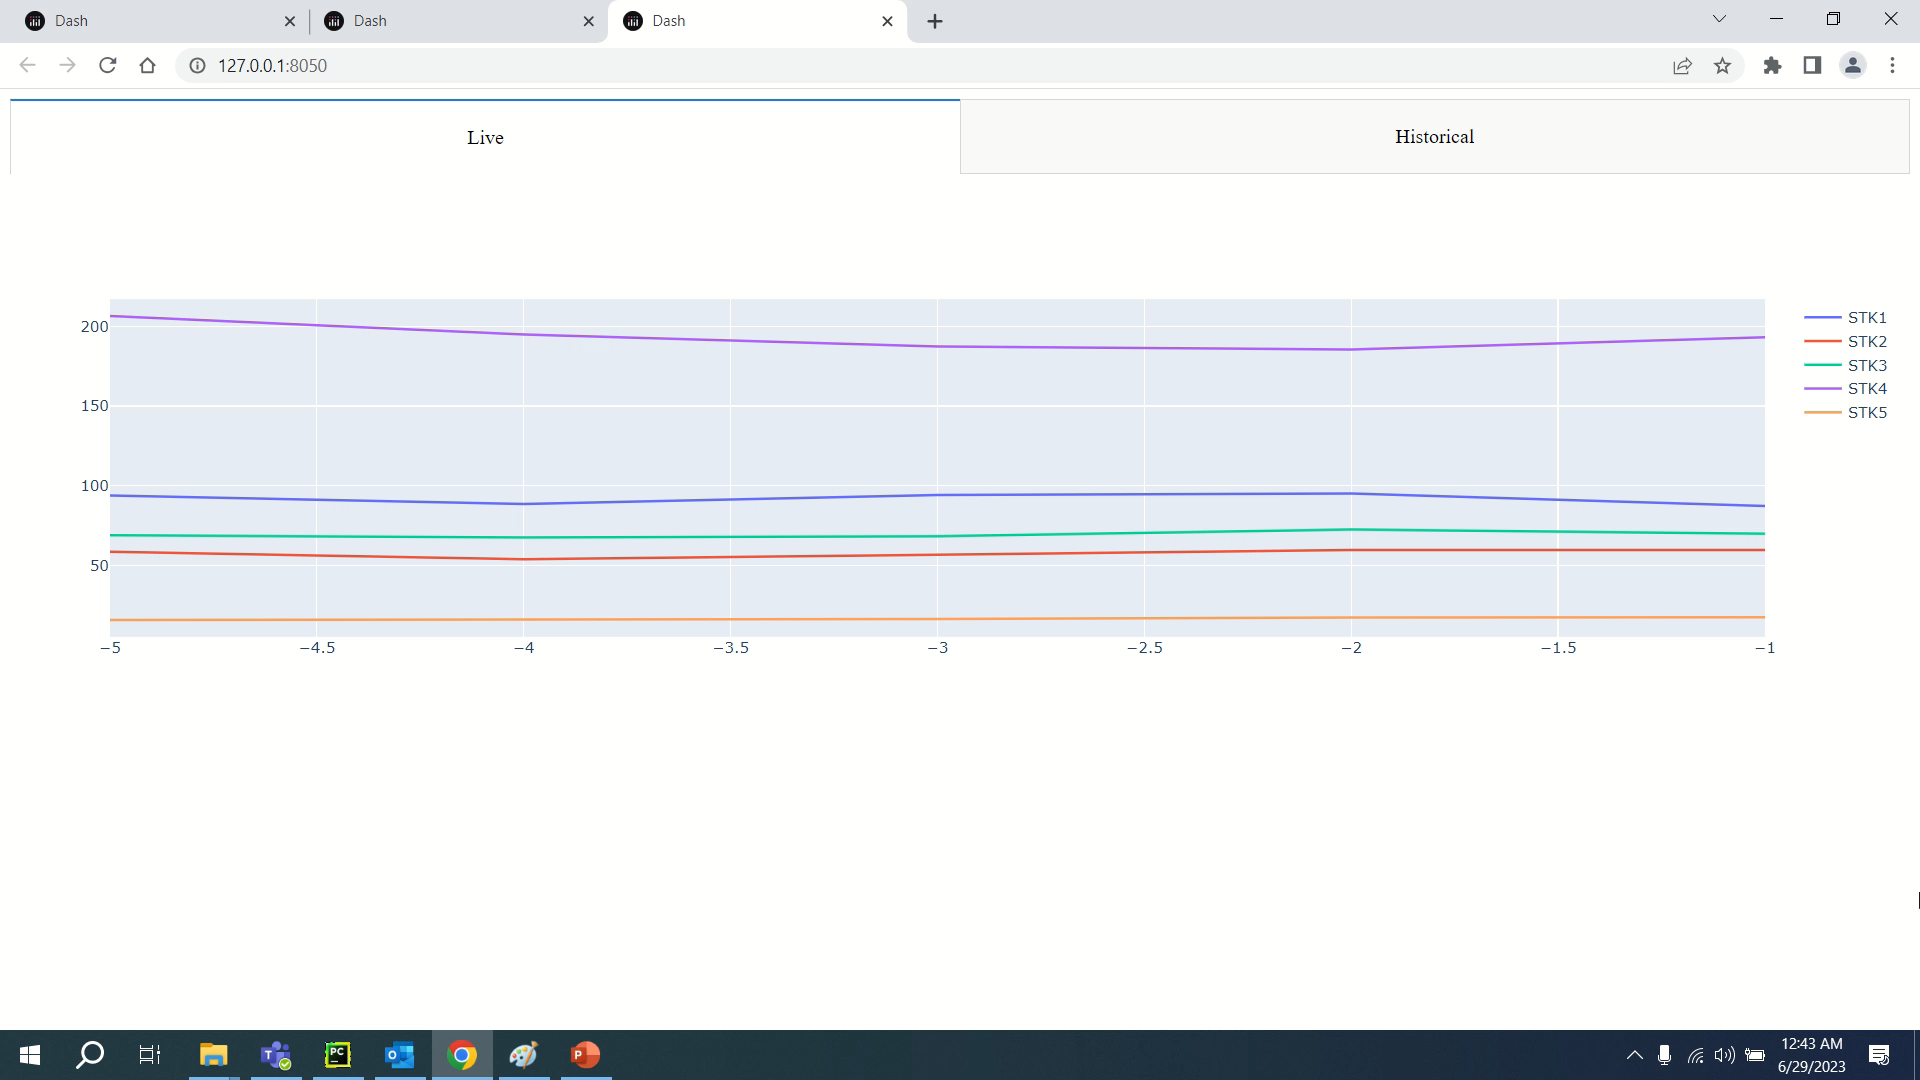 Dash
Dash
Dash
127.0.0.1:8050
Live
Historical
200
150
100
50
−5
−4.5
−4
−3.5
−3
−2.5
−2
−1.5
−1
STK1
STK2
STK3
STK4
STK5
T
PC
O
P
12:43 AM
6/29/2023